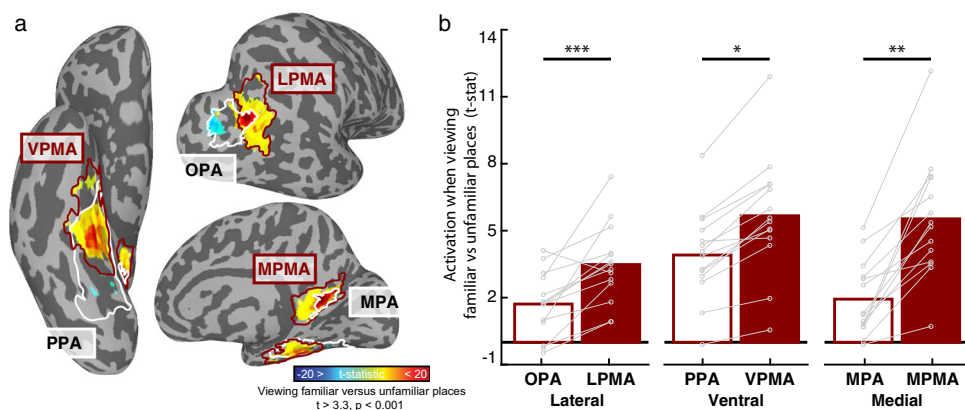 a
LPMA
VPMA
OPA
MPMA
MPA
PPA
-20 > t-statistic < 20
Viewing familiar versus unfamiliar places
t > 3.3, p < 0.001
b
Activation when viewing
familiar vs unfamiliar places (t-stat)
14
11
8
5
2
-1
***
*
**
OPA LPMA PPA VPMA MPA MPMA
Lateral Ventral Medial